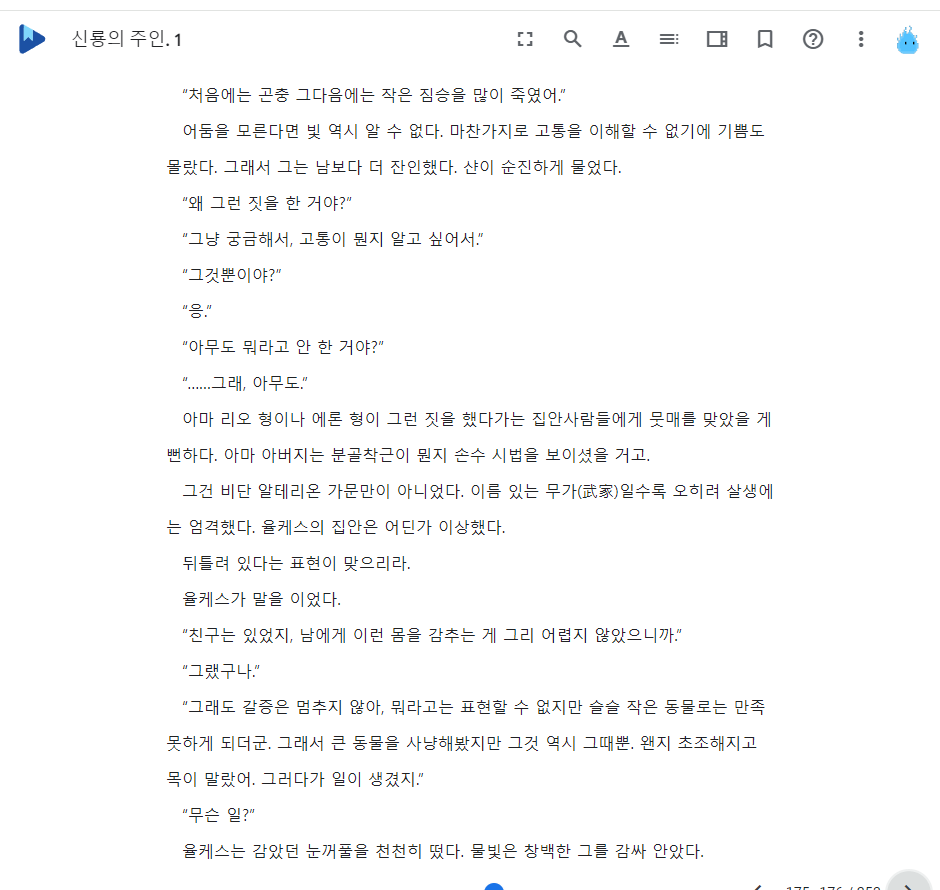 신룡의 주인. 1
“처음에는 곤충 그다음에는 작은 짐승을 많이 죽였어.”
어둠을 모른다면 빛 역시 알 수 없다. 마찬가지로 고통을 이해할 수 없기에 기쁨도
몰랐다. 그래서 그는 남보다 더 잔인했다. 샨이 순진하게 물었다.
“왜 그런 짓을 한 거야?”
“그냥 궁금해서, 고통이 뭔지 알고 싶어서.”
“그것뿐이야?”
“응.”
“아무도 뭐라고 안 한 거야?”
“……그래, 아무도.”
아마 리오 형이나 에론 형이 그런 짓을 했다가는 집안사람들에게 뭇매를 맞았을 게
뻔하다. 아마 아버지는 분골착근이 뭔지 손수 시법을 보이셨을 거고.
그건 비단 알테리온 가문만이 아니었다. 이름 있는 무가(武家)일수록 오히려 살생에
는 엄격했다. 율케스의 집안은 어딘가 이상했다.
뒤틀려 있다는 표현이 맞으리라.
율케스가 말을 이었다.
“친구는 있었지, 남에게 이런 몸을 감추는 게 그리 어렵지 않았으니까.”
“그랬구나.”
“그래도 갈증은 멈추지 않아, 뭐라고는 표현할 수 없지만 슬슬 작은 동물로는 만족
못하게 되더군. 그래서 큰 동물을 사냥해봤지만 그것 역시 그때뿐. 왠지 초조해지고
목이 말랐어. 그러다가 일이 생겼지.”
“무슨 일?”
율케스는 감았던 눈꺼풀을 천천히 떴다. 물빛은 창백한 그를 감싸 안았다.